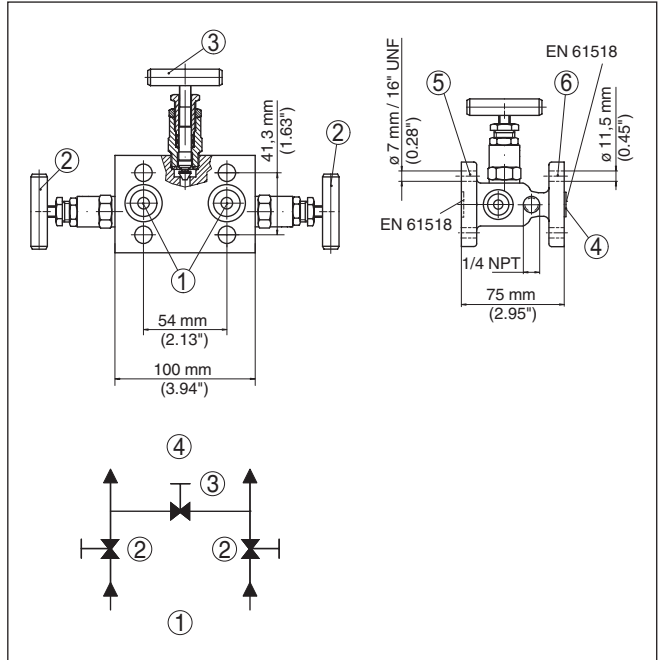 ③
②
②
41,3 mm
(1.63")
①
54 mm
(2.13")
100 mm
(3.94")
EN 61518
⑤
⑥
ø 7 mm / 16" UNF
(0.28")
ø 11,5 mm
(0.45")
EN 61518
④
1/4 NPT
75 mm
(2.95")
④
③
②
②
①